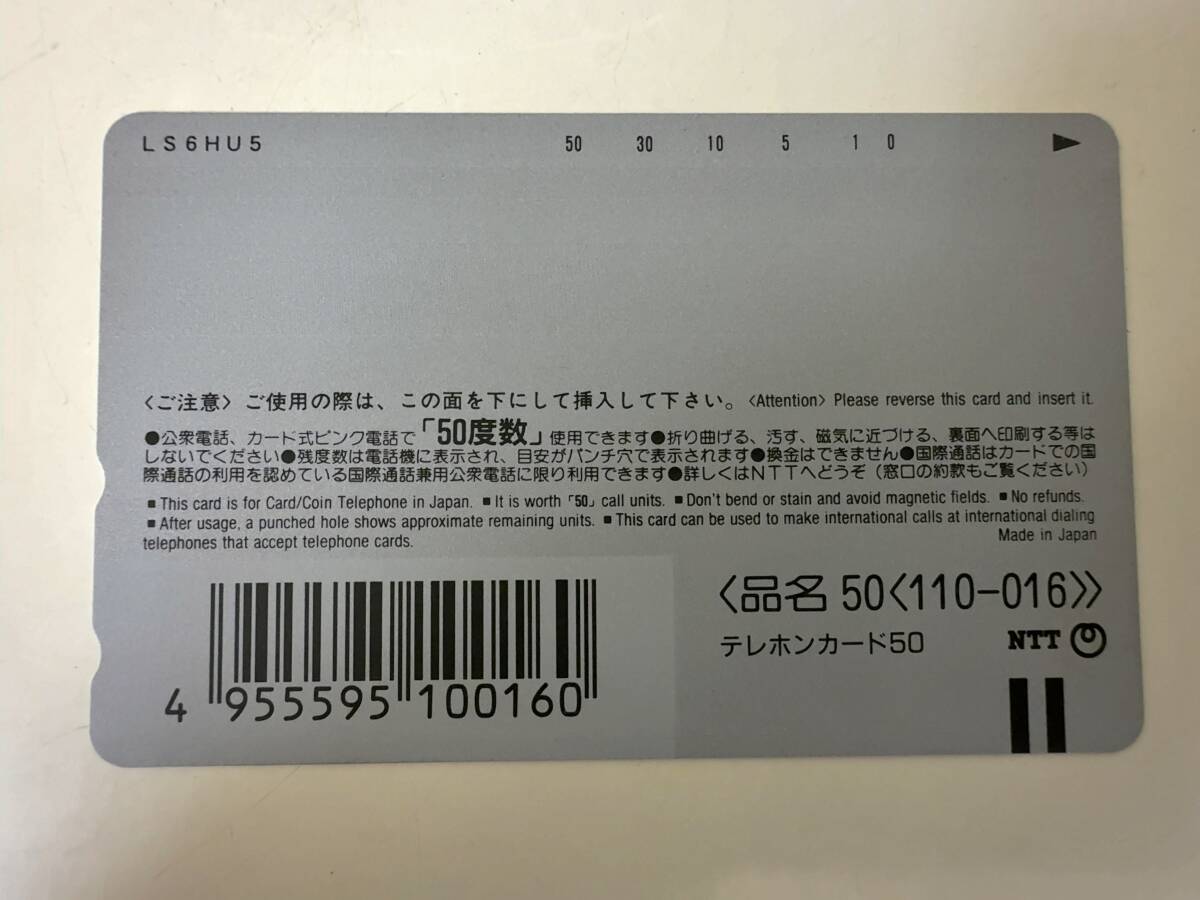 LS6HU5 50 30 10 5 1 0
〈ご注意〉ご使用の際は、この面を下にして挿入して下さい。〈Attention〉Please reverse this card and insert it.
●公衆電話、カード式ピンク電話で「50度数」使用できます●折り曲げる、汚す、磁気に近づける、裏面へ印刷する等は
しないでください●残度数は電話機に表示され、目安がパンチ穴で表示されます●換金はできません●国際通話はカードでの国
際通話の利用を認めている国際通話兼用公衆電話に限り利用できます●詳しくはNTTへどうぞ（窓口の約款もご覧ください）
■This card is for Card/Coin Telephone in Japan. ■It is worth「50」call units. ■Don't bend or stain and avoid magnetic fields. ■No refunds.
■After usage, a punched hole shows approximate remaining units. ■This card can be used to make international calls at international dialing
telephones that accept telephone cards. Made in Japan
〈品名 50〈110-016〉〉
テレホンカード50 NTT
4 955595 100160